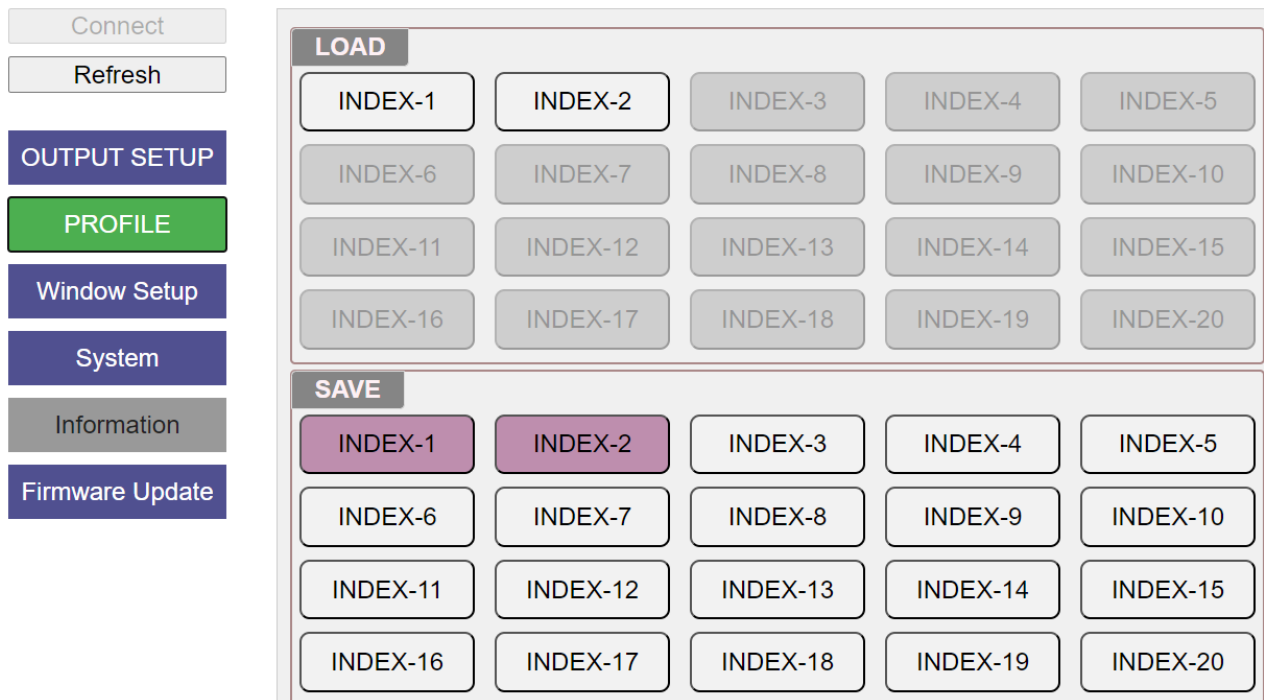 Connect
Refresh
OUTPUT SETUP
PROFILE
Window Setup
System
Information
Firmware Update
LOAD
INDEX-1 INDEX-2 INDEX-3 INDEX-4 INDEX-5
INDEX-6 INDEX-7 INDEX-8 INDEX-9 INDEX-10
INDEX-11 INDEX-12 INDEX-13 INDEX-14 INDEX-15
INDEX-16 INDEX-17 INDEX-18 INDEX-19 INDEX-20
SAVE
INDEX-1 INDEX-2 INDEX-3 INDEX-4 INDEX-5
INDEX-6 INDEX-7 INDEX-8 INDEX-9 INDEX-10
INDEX-11 INDEX-12 INDEX-13 INDEX-14 INDEX-15
INDEX-16 INDEX-17 INDEX-18 INDEX-19 INDEX-20